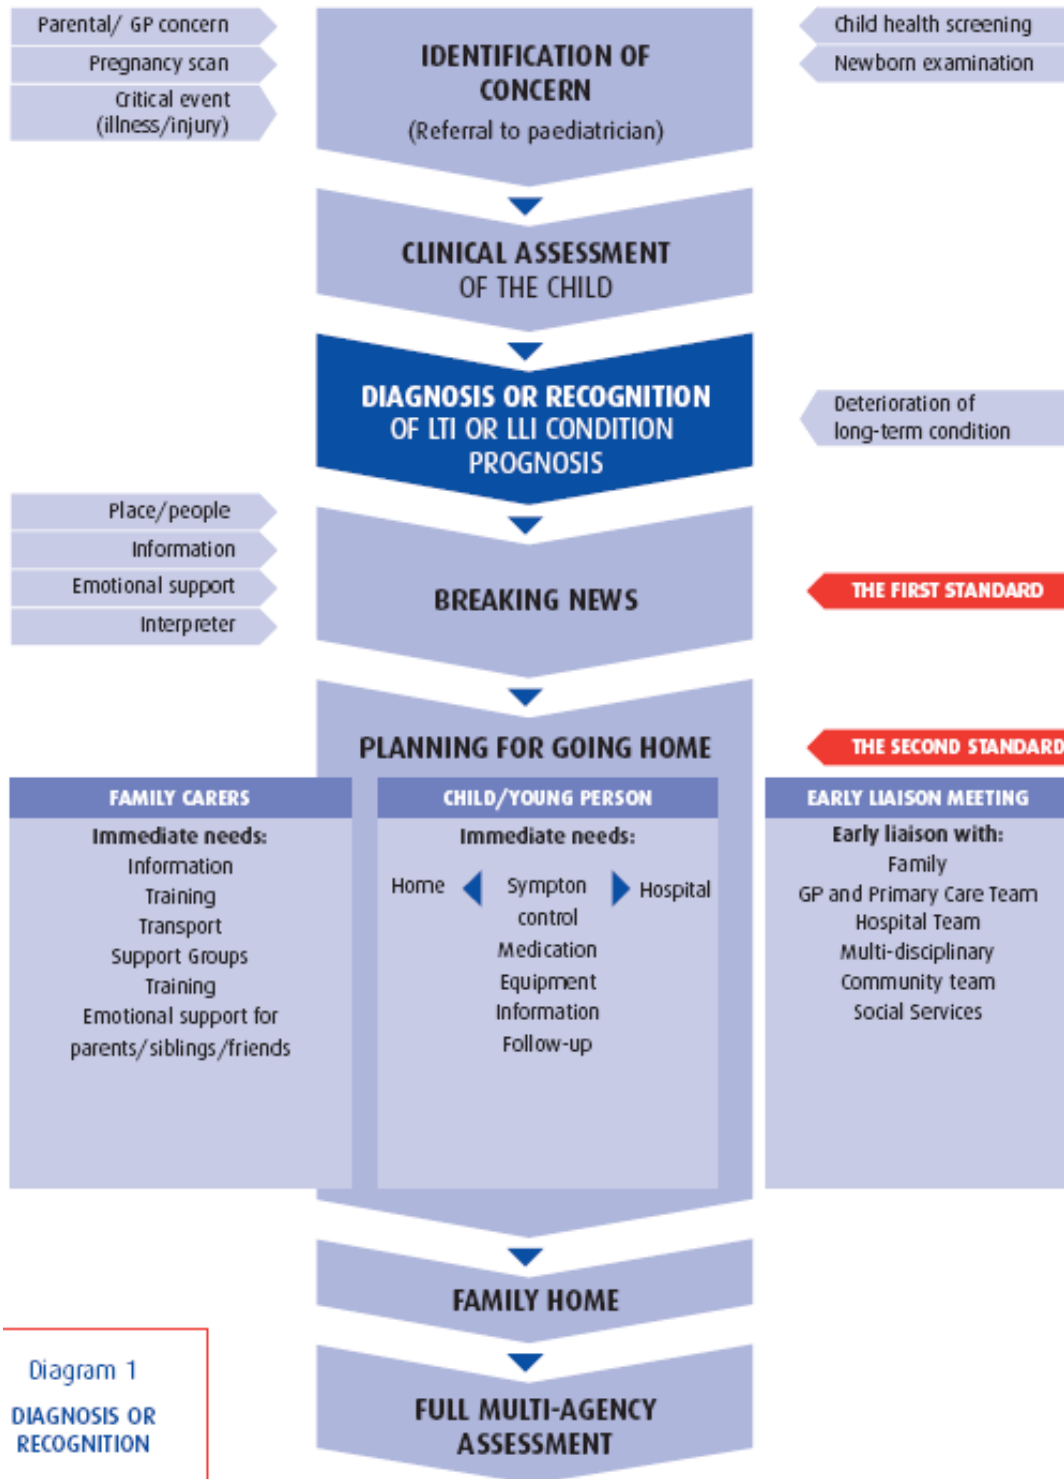 Parental/ GP concern
Pregnancy scan
Critical event
(illness/injury)
IDENTIFICATION OF
CONCERN
(Referral to paediatrician)
Child health screening
Newborn examination
CLINICAL ASSESSMENT
OF THE CHILD
DIAGNOSIS OR RECOGNITION
OF LTI OR LLI CONDITION
PROGNOSIS
Deterioration of
long-term condition
Place/people
Information
Emotional support
Interpreter
BREAKING NEWS
THE FIRST STANDARD
PLANNING FOR GOING HOME
THE SECOND STANDARD
FAMILY CARERS
Immediate needs:
Information
Training
Transport
Support Groups
Training
Emotional support for
parents/siblings/friends
CHILD/YOUNG PERSON
Immediate needs:
Home Sympton Hospital
control
Medication
Equipment
Information
Follow-up
EARLY LIAISON MEETING
Early liaison with:
Family
GP and Primary Care Team
Hospital Team
Multi-disciplinary
Community team
Social Services
FAMILY HOME
FULL MULTI-AGENCY
ASSESSMENT
Diagram 1
DIAGNOSIS OR
RECOGNITION